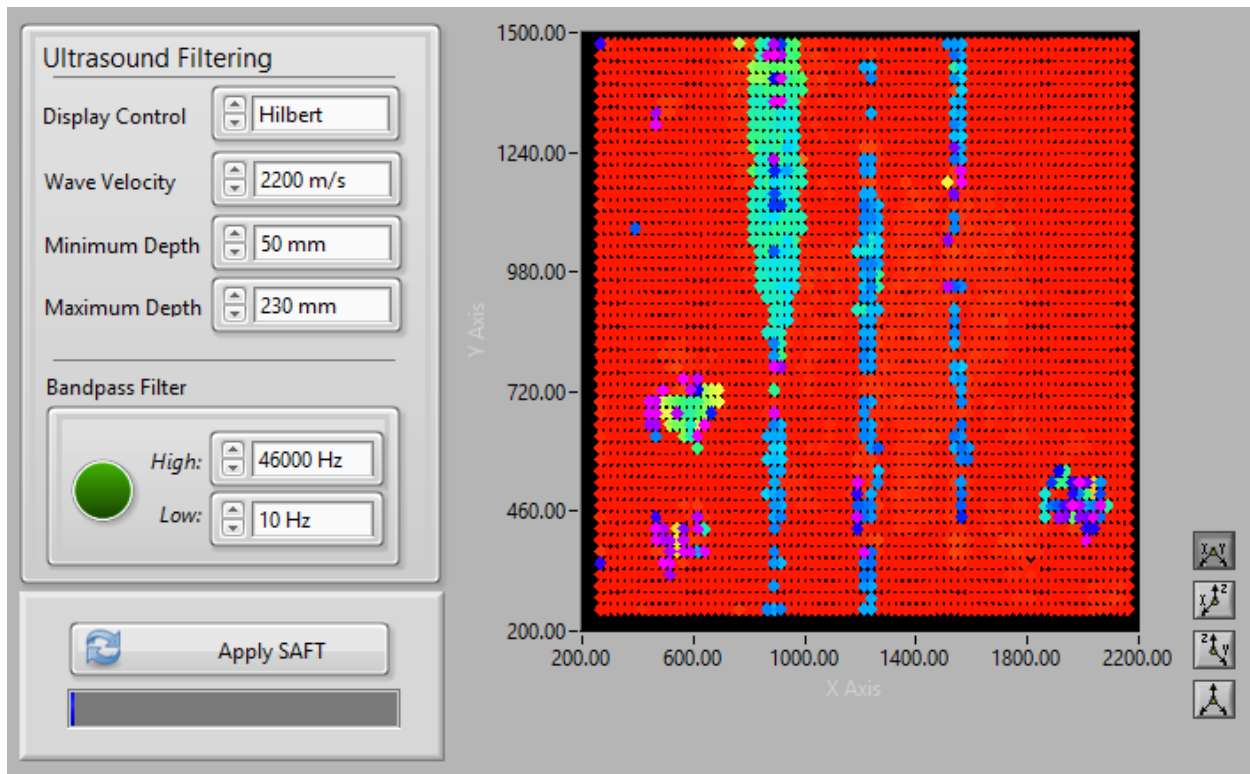 Ultrasound Filtering
Display Control Hilbert
Wave Velocity 2200 m/s
Minimum Depth 50 mm
Maximum Depth 230 mm
Bandpass Filter
High: 46000 Hz
Low: 10 Hz
Apply SAFT
1500.00
1240.00
980.00
720.00
460.00
200.00
Y Axis
200.00 600.00 1000.00 1400.00 1800.00 2200.00
X Axis
X Y
X Z
Z Y